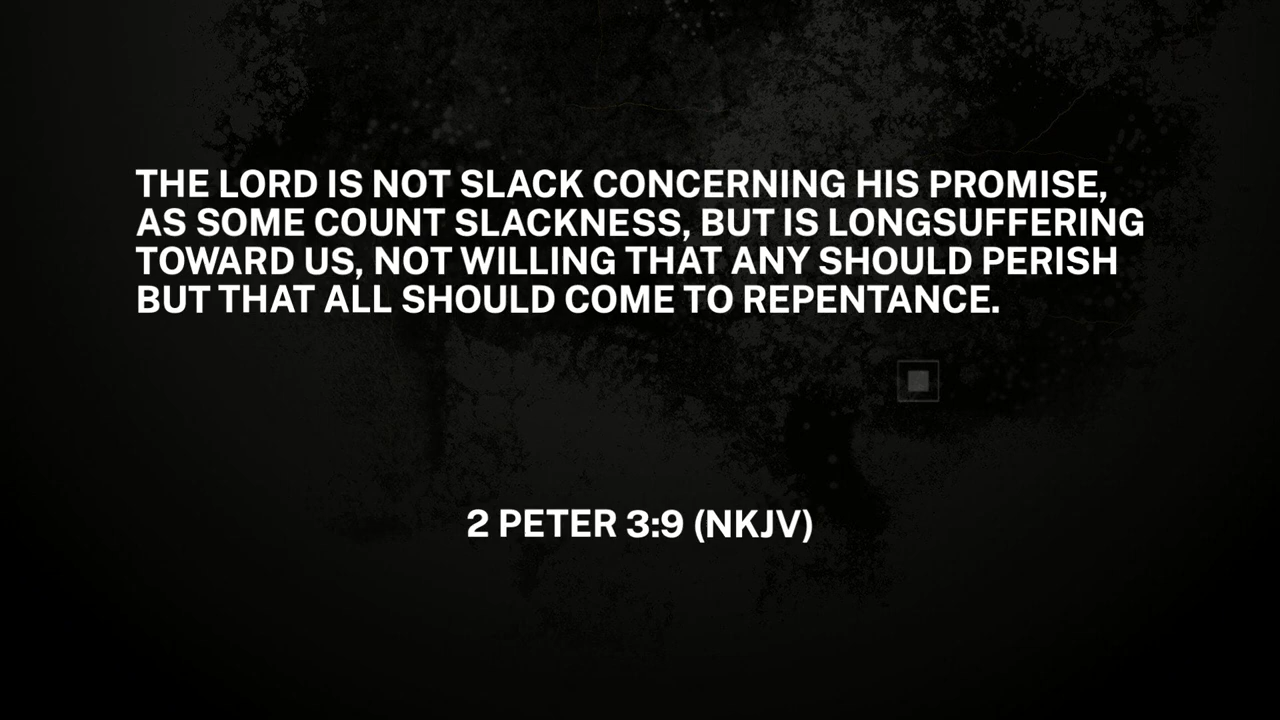 THE LORD IS NOT SLACK CONCERNING HIS PROMISE,
AS SOME COUNT SLACKNESS, BUT IS LONGSUFFERING
TOWARD US, NOT WILLING THAT ANY SHOULD PERISH
BUT THAT ALL SHOULD COME TO REPENTANCE.
2 PETER 3:9 (NKJV)